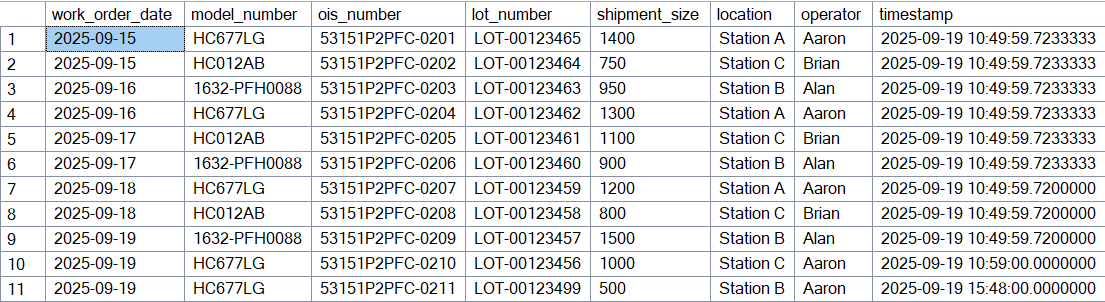 work_order_date model_number ois_number lot_number shipment_size location operator timestamp
1 2025-09-15 HC677LG 53151P2PFC-0201 LOT-00123465 1400 Station A Aaron 2025-09-19 10:49:59.7233333
2 2025-09-15 HC012AB 53151P2PFC-0202 LOT-00123464 750 Station C Brian 2025-09-19 10:49:59.7233333
3 2025-09-16 1632-PFH0088 53151P2PFC-0203 LOT-00123463 950 Station B Alan 2025-09-19 10:49:59.7233333
4 2025-09-16 HC677LG 53151P2PFC-0204 LOT-00123462 1300 Station A Aaron 2025-09-19 10:49:59.7233333
5 2025-09-17 HC012AB 53151P2PFC-0205 LOT-00123461 1100 Station C Brian 2025-09-19 10:49:59.7233333
6 2025-09-17 1632-PFH0088 53151P2PFC-0206 LOT-00123460 900 Station B Alan 2025-09-19 10:49:59.7233333
7 2025-09-18 HC677LG 53151P2PFC-0207 LOT-00123459 1200 Station A Aaron 2025-09-19 10:49:59.7200000
8 2025-09-18 HC012AB 53151P2PFC-0208 LOT-00123458 800 Station C Brian 2025-09-19 10:49:59.7200000
9 2025-09-19 1632-PFH0088 53151P2PFC-0209 LOT-00123457 1500 Station B Alan 2025-09-19 10:49:59.7200000
10 2025-09-19 HC677LG 53151P2PFC-0210 LOT-00123456 1000 Station C Aaron 2025-09-19 10:59:00.0000000
11 2025-09-19 HC677LG 53151P2PFC-0211 LOT-00123499 500 Station B Aaron 2025-09-19 15:48:00.0000000